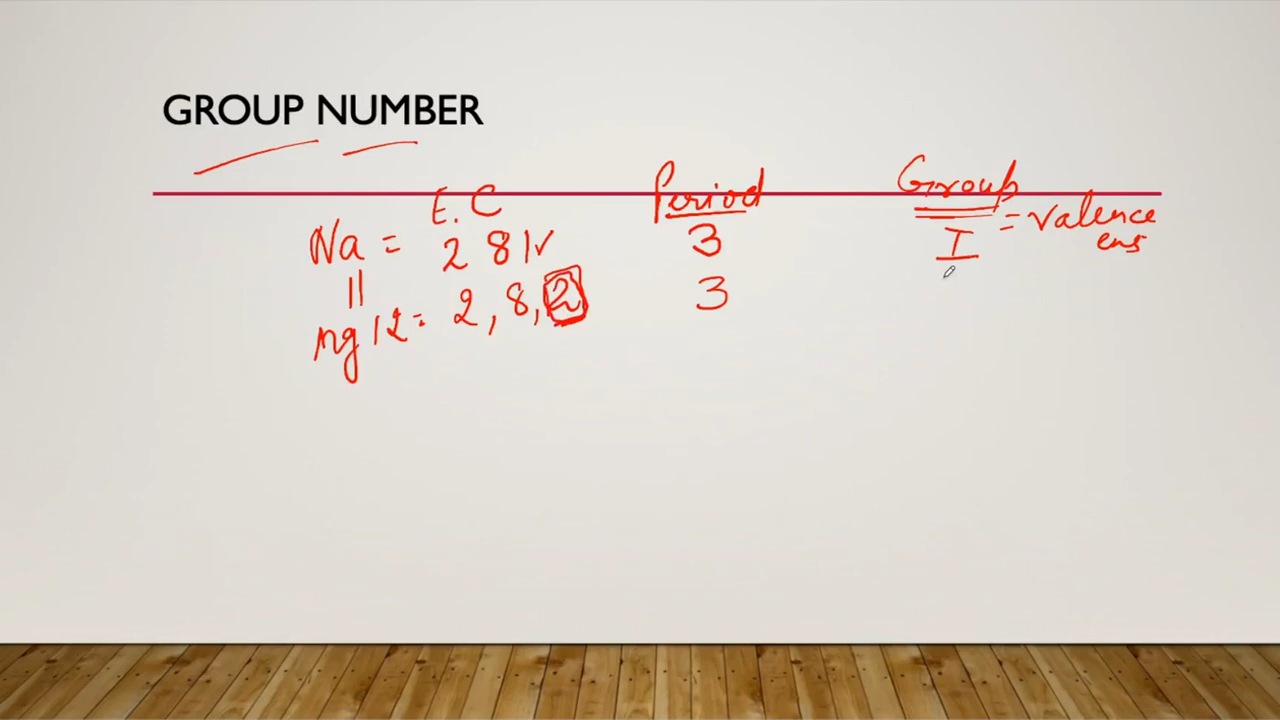 GROUP NUMBER
E.C Period Group
Na = 2 8 1 3 I = valence ens
11
mg 12 = 2, 8, 2 3